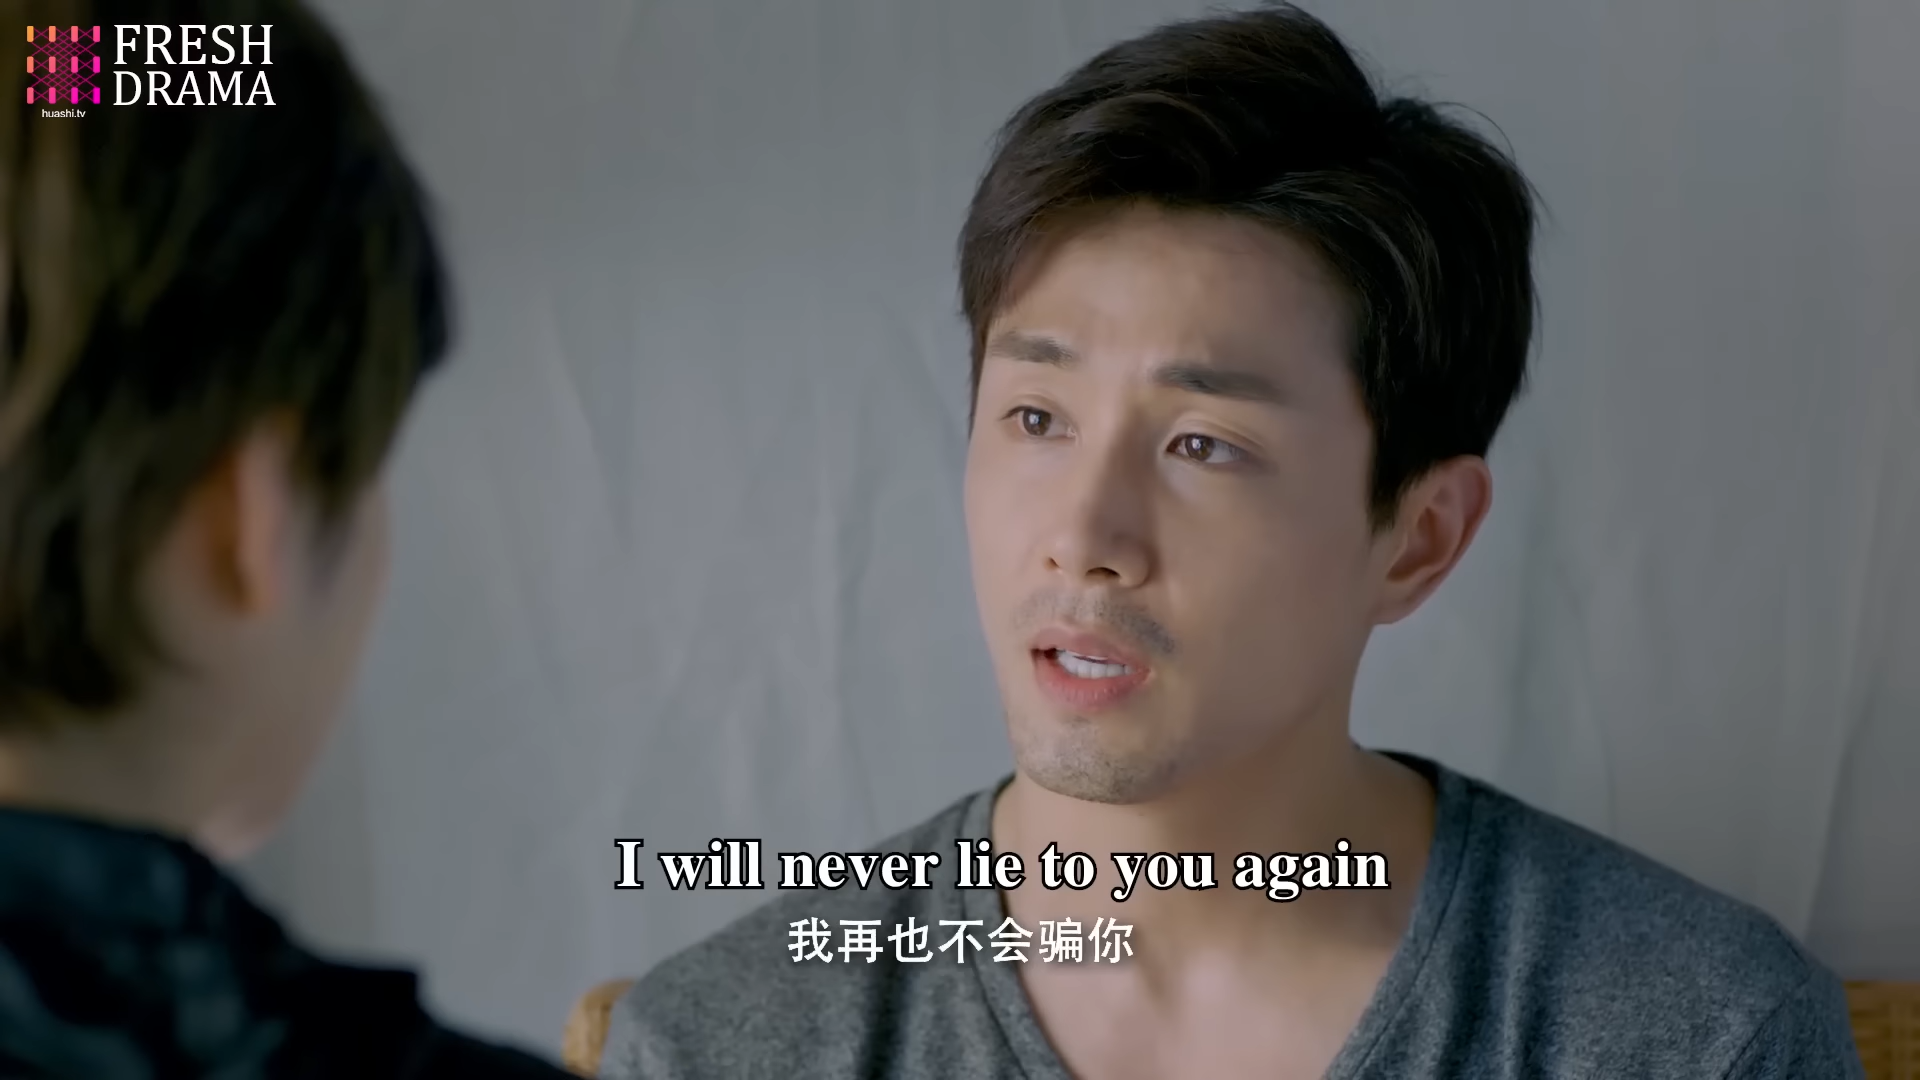 FRESH
DRAMA
huashi.tv
I will never lie to you again
我再也不会骗你